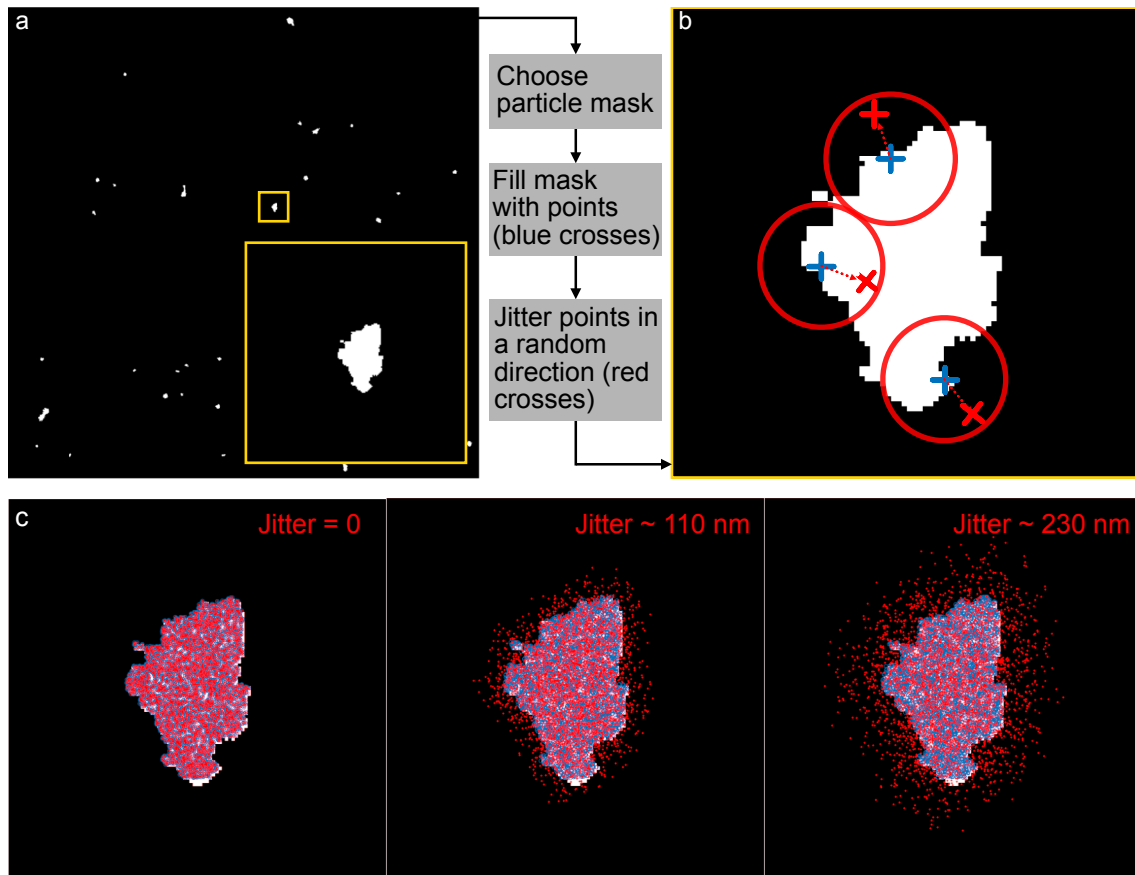 a
Choose
particle mask
Fill mask
with points
(blue crosses)
Jitter points in
a random
direction (red
crosses)
b
c
Jitter = 0
Jitter ~ 110 nm
Jitter ~ 230 nm